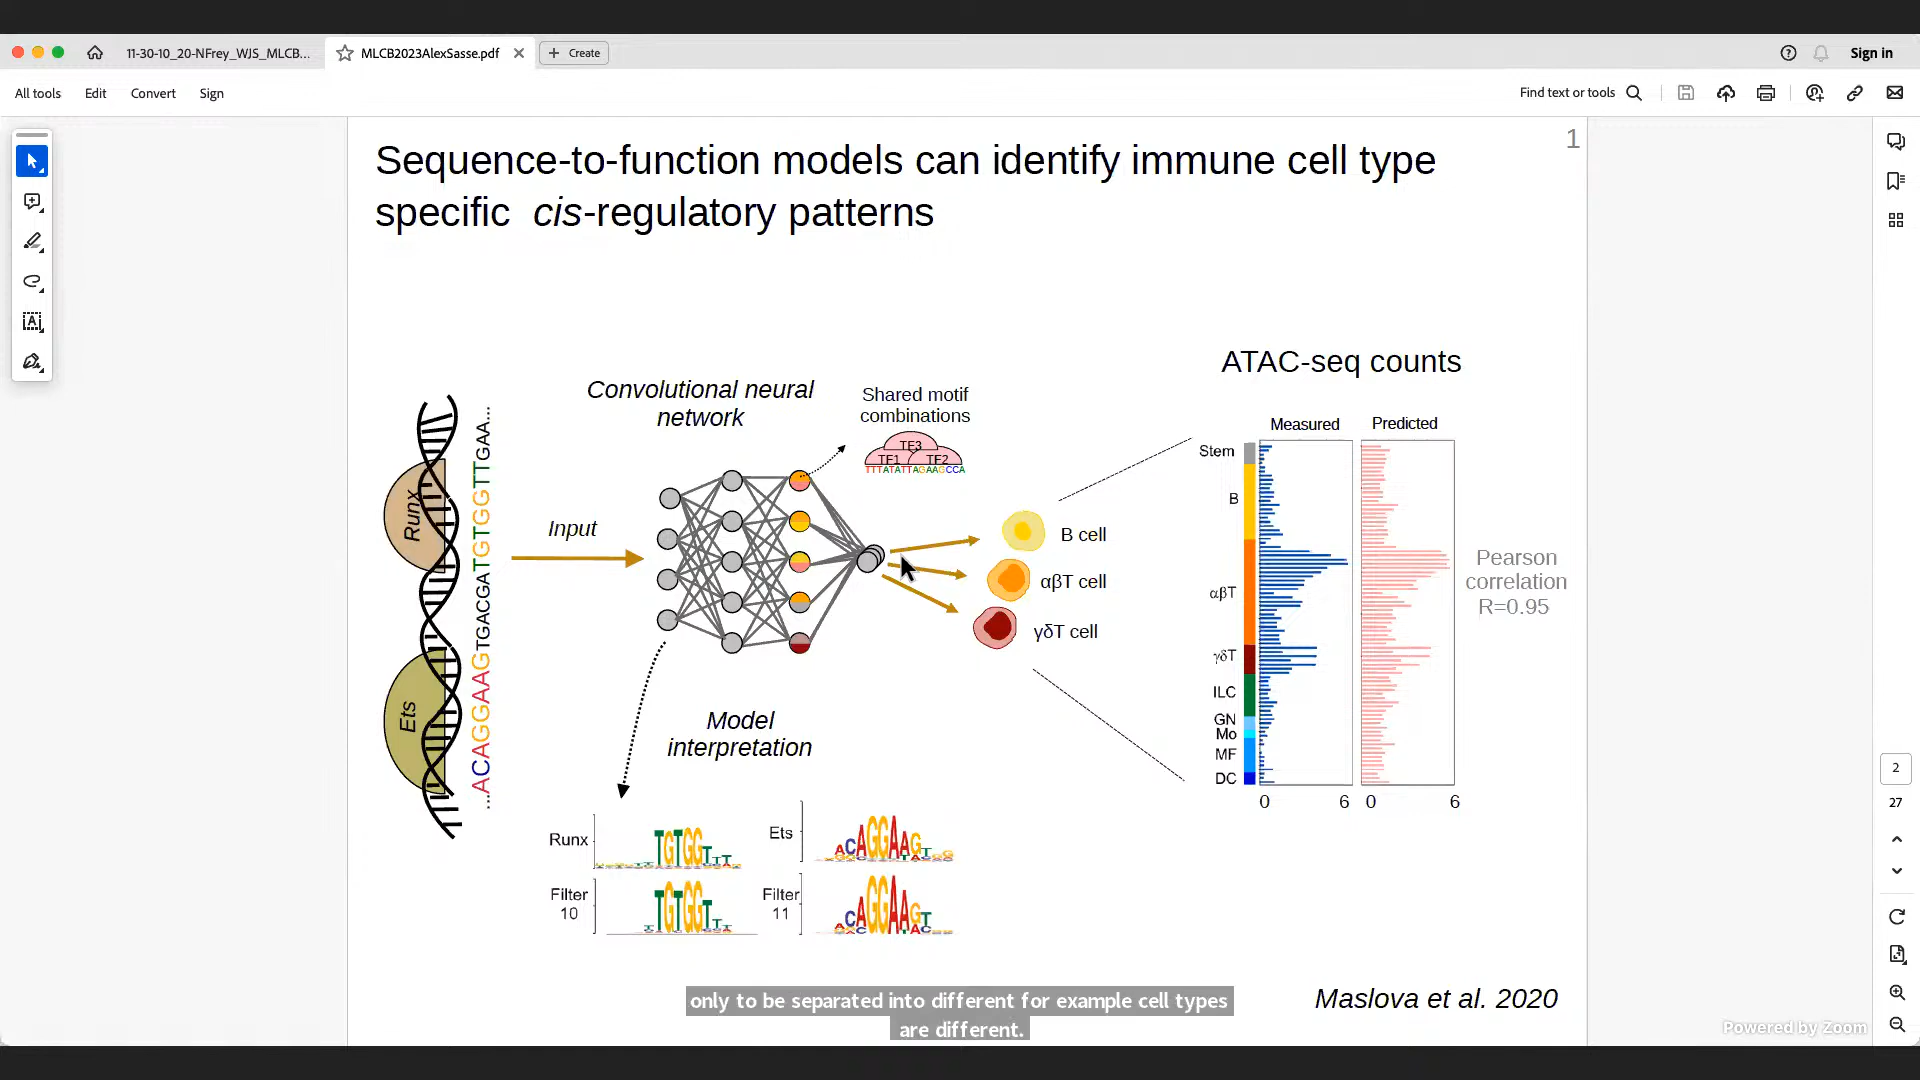 11-30-10_20-NFrey_WJS_MLCB...
MLCB2023AlexSasse.pdf
Create
Sign in
All tools
Edit
Convert
Sign
Find text or tools
1
Sequence-to-function models can identify immune cell type
specific cis-regulatory patterns
ATAC-seq counts
Convolutional neural
network
Shared motif
combinations
TF3
TF1
TF2
TTTATATTAGAAGCCA
Measured
Predicted
Stem
B
αβT
γδT
ILC
GN
Mo
MF
DC
0
6
0
6
Pearson
correlation
R=0.95
Runx
Ets
...ACAGGAAGTGACGATGTGGTTGAA...
Input
B cell
αβT cell
γδT cell
Model
interpretation
Runx
TGTGGTTT
Ets
ACAGGAAGT
Filter
10
TGTGGTTT
Filter
11
ACAGGAAGT
Maslova et al. 2020
only to be separated into different for example cell types
are different.
Powered by Zoom
2
27